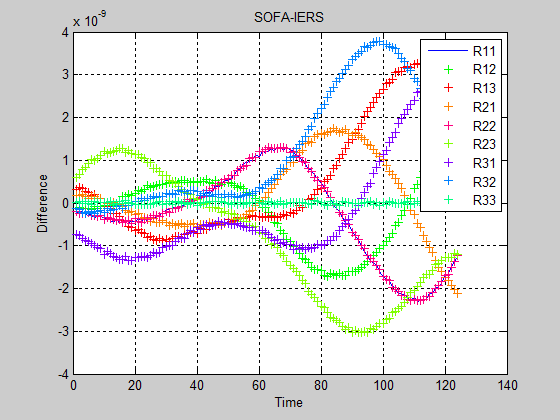 SOFA-IERS
x 10^-9
4
3
2
1
0
-1
-2
-3
-4
Difference
0 20 40 60 80 100 120 140
Time
R11
R12
R13
R21
R22
R23
R31
R32
R33